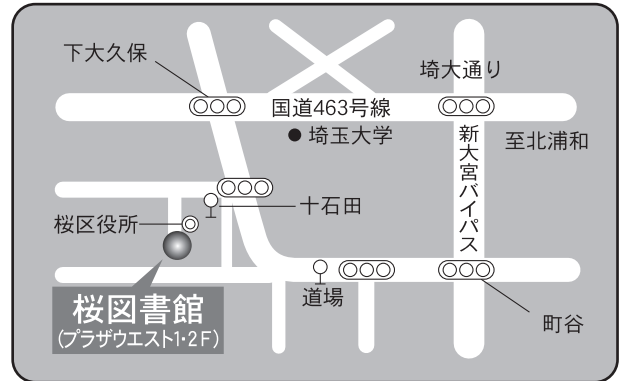 下大久保
埼大通り
国道463号線
埼玉大学
至北浦和
新大宮バイパス
十石田
桜区役所
道場
桜図書館
(プラザウエスト1・2F)
町谷